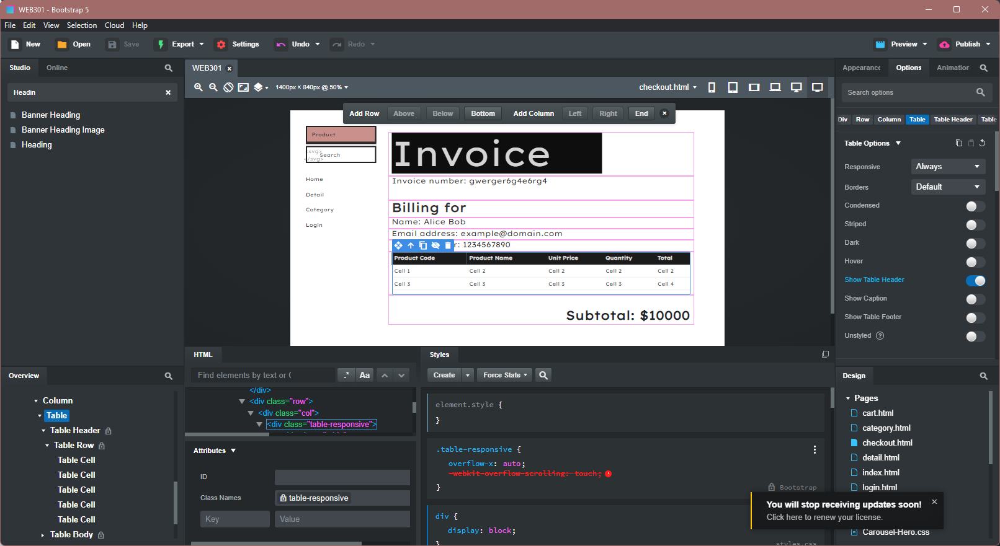 WEB301 - Bootstrap 5
File Edit View Selection Cloud Help
New Open Save Export Settings Undo Redo Preview Publish
Studio Online
Headin
Banner Heading
Banner Heading Image
Heading
WEB301
1400px × 840px @ 50%
checkout.html
Add Row Above Below Bottom Add Column Left Right End
Product
<svg>
Search
</svg>
Home
Detail
Category
Login
Invoice
Invoice number: gwerger6g4e6rg4
Billing for
Name: Alice Bob
Email address: example@domain.com
r: 1234567890
Product Code Product Name Unit Price Quantity Total
Cell 1 Cell 2 Cell 2 Cell 2 Cell 2
Cell 3 Cell 3 Cell 3 Cell 3 Cell 4
Subtotal: $10000
Appearance Options Animation
Search options
Div Row Column Table Table Header Table
Table Options
Responsive Always
Borders Default
Condensed
Striped
Dark
Hover
Show Table Header
Show Caption
Show Table Footer
Unstyled ?
Overview
Column
Table
Table Header
Table Row
Table Cell
Table Cell
Table Cell
Table Cell
Table Cell
Table Body
HTML
Find elements by text or (
.* Aa
</div>
<div class="row">
<div class="col">
<div class="table-responsive">
Attributes
ID
Class Names table-responsive
Key Value
Styles
Create Force State
element.style {
}
.table-responsive {
overflow-x: auto;
-webkit-overflow-scrolling: touch;
}
Bootstrap
div {
display: block;
}
styles.css
Design
Pages
cart.html
category.html
checkout.html
detail.html
index.html
login.html
You will stop receiving updates soon!
Click here to renew your license.
Carousel-Hero.css